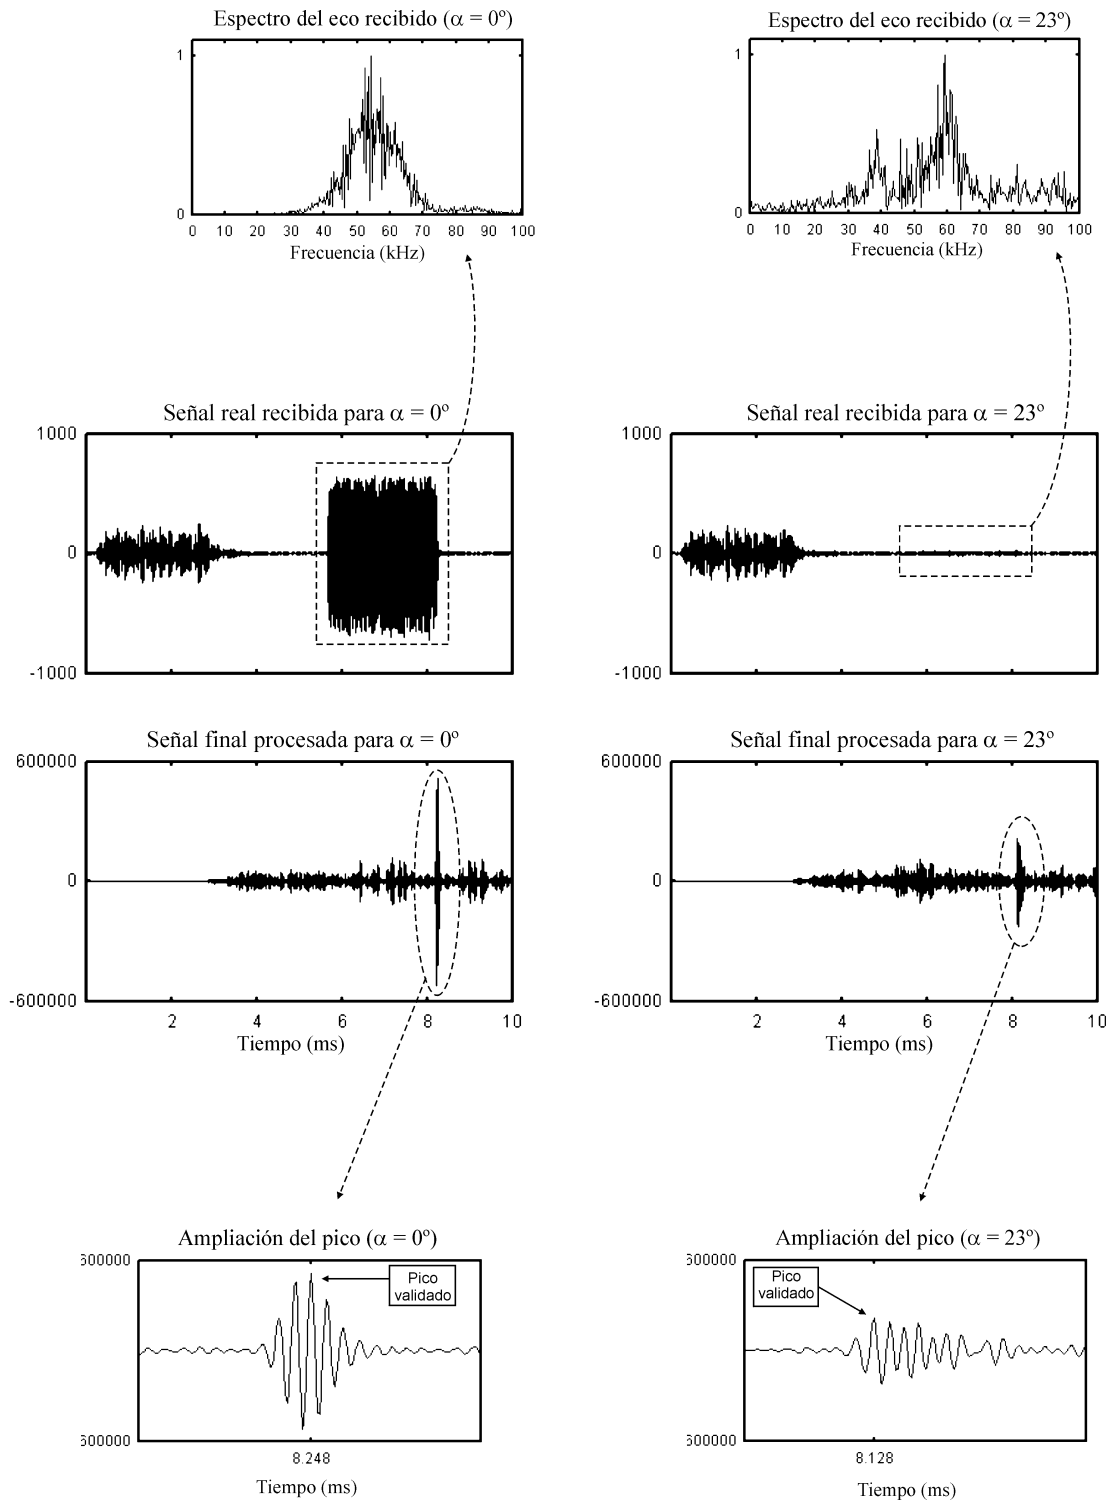 Espectro del eco recibido (α = 0º)
Espectro del eco recibido (α = 23º)
1
0
0 10 20 30 40 50 60 70 80 90 100
Frecuencia (kHz)
1
0
0 10 20 30 40 50 60 70 80 90 100
Frecuencia (kHz)
Señal real recibida para α = 0º
1000
0
-1000
Señal real recibida para α = 23º
1000
0
-1000
Señal final procesada para α = 0º
600000
0
-600000
2 4 6 8 10
Tiempo (ms)
Señal final procesada para α = 23º
600000
0
-600000
2 4 6 8 10
Tiempo (ms)
Ampliación del pico (α = 0º)
600000
Pico
validado
600000
8.248
Tiempo (ms)
Ampliación del pico (α = 23º)
600000
Pico
validado
600000
8.128
Tiempo (ms)